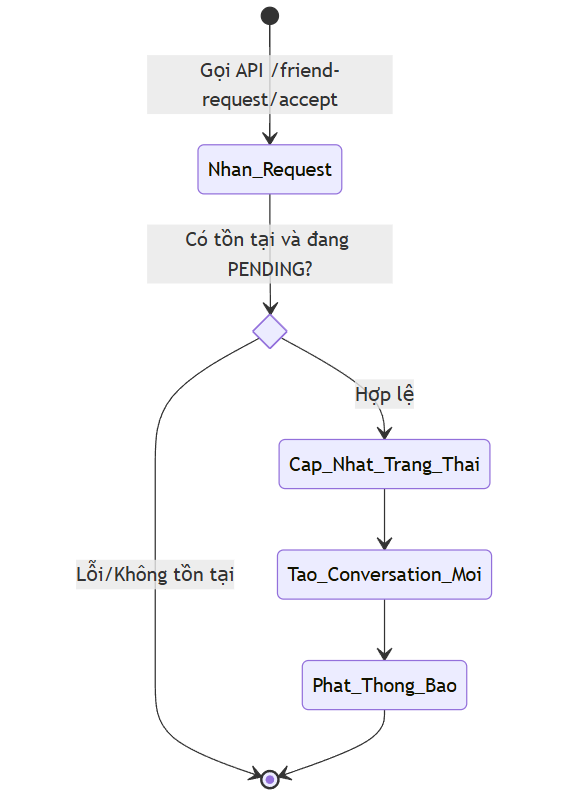 Gọi API /friend-
request/accept
Nhan_Request
Có tồn tại và đang
PENDING?
Hợp lệ
Cap_Nhat_Trang_Thai
Lỗi/Không tồn tại
Tao_Conversation_Moi
Phat_Thong_Bao